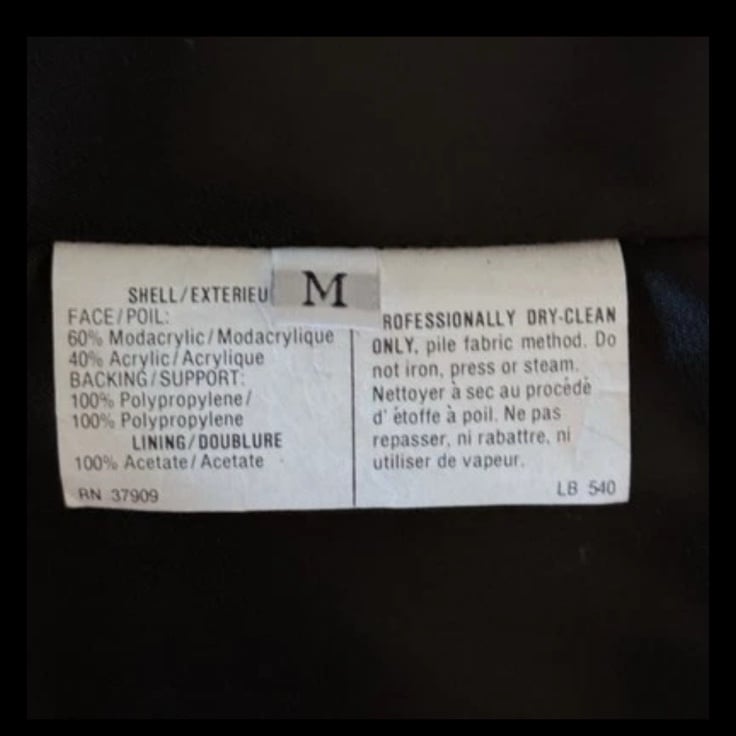 M
SHELL/EXTERIEU
FACE/POIL:
60% Modacrylic/Modacrylique
40% Acrylic/Acrylique
BACKING/SUPPORT:
100% Polypropylene/
100% Polypropylene
LINING/DOUBLURE
100% Acetate/Acetate
RN 37909
ROFESSIONALLY DRY-CLEAN
ONLY, pile fabric method. Do
not iron, press or steam.
Nettoyer à sec au procédé
d' étoffe à poil. Ne pas
repasser, ni rabattre, ni
utiliser de vapeur.
LB 540